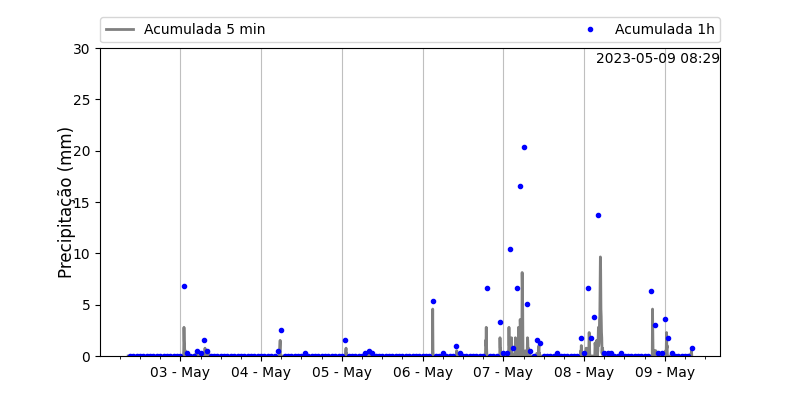 Acumulada 5 min Acumulada 1h
2023-05-09 08:29
Precipitação (mm)
30
25
20
15
10
5
0
03 - May 04 - May 05 - May 06 - May 07 - May 08 - May 09 - May